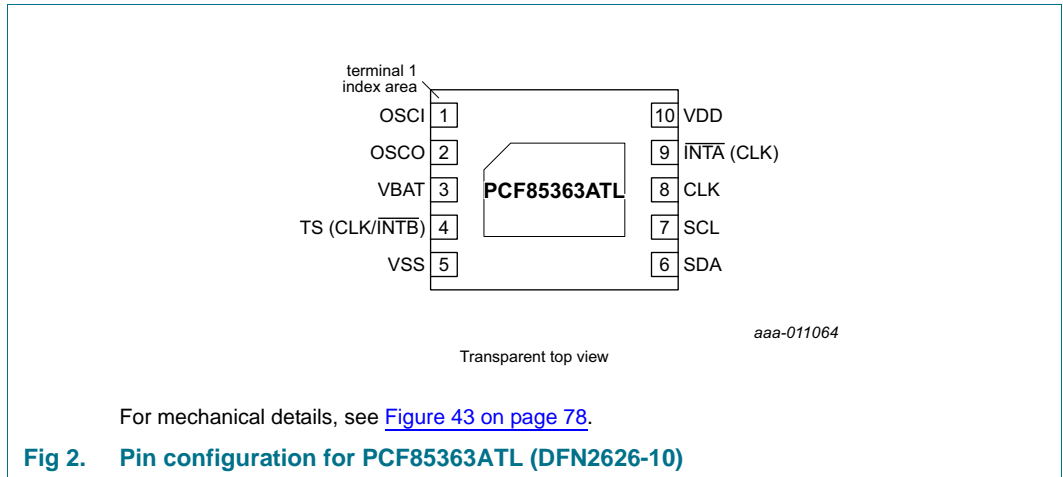 terminal 1
index area
OSCI 1 10 VDD
OSCO 2 9 I̅N̅T̅A̅ (CLK)
VBAT 3 PCF85363ATL 8 CLK
TS (CLK/I̅N̅T̅B̅) 4 7 SCL
VSS 5 6 SDA
aaa-011064
Transparent top view
For mechanical details, see Figure 43 on page 78.
Fig 2. Pin configuration for PCF85363ATL (DFN2626-10)